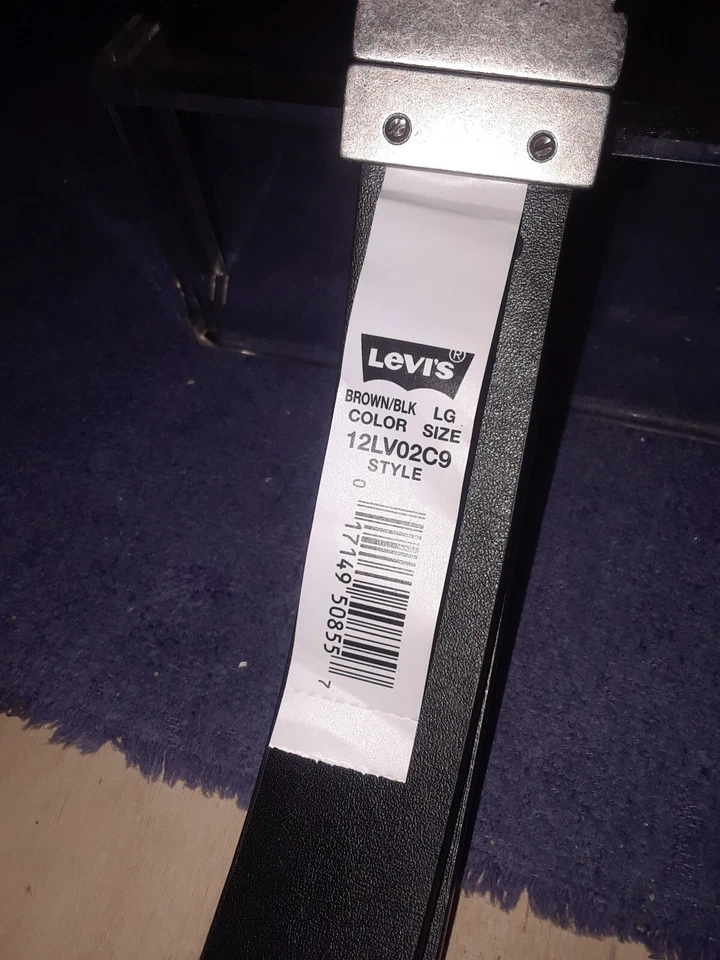 Levi's®
BROWN/BLK LG
COLOR SIZE
12LV02C9
STYLE
0 17149 50855 7